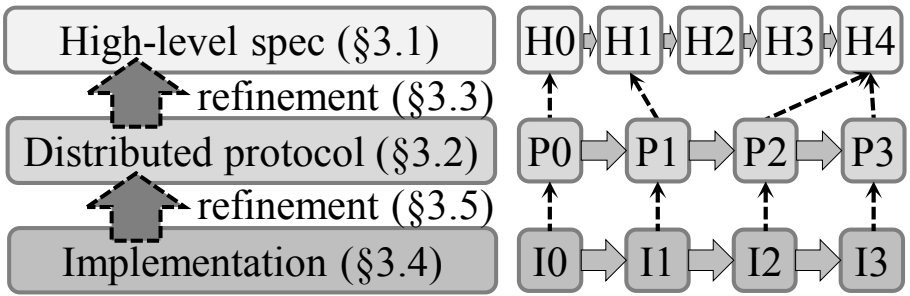 High-level spec (§3.1)
H0 H1 H2 H3 H4
refinement (§3.3)
Distributed protocol (§3.2)
P0 P1 P2 P3
refinement (§3.5)
Implementation (§3.4)
I0 I1 I2 I3